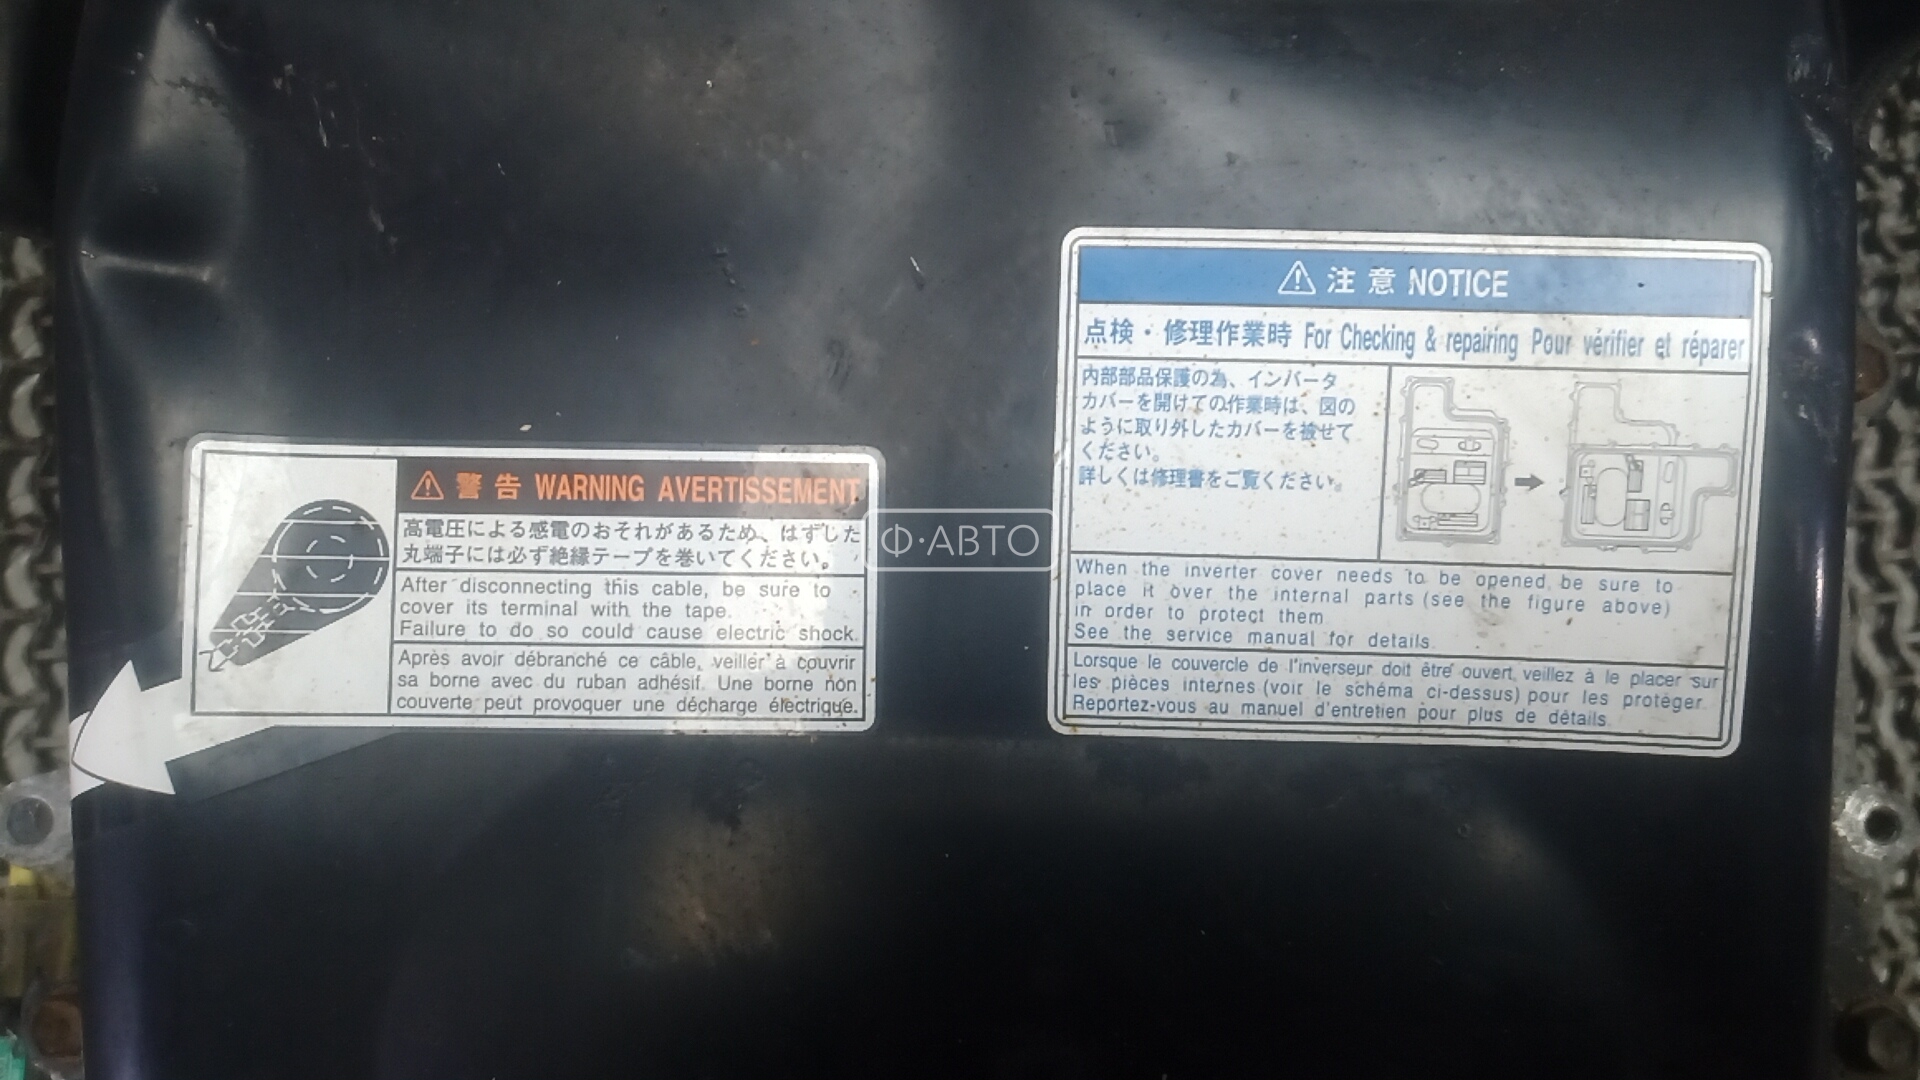 警告 WARNING AVERTISSEMENT
高電圧による感電のおそれがあるため、はずした
丸端子には必ず絶縁テープを巻いてください。
After disconnecting this cable, be sure to
cover its terminal with the tape.
Failure to do so could cause electric shock.
Après avoir débranché ce câble, veiller à couvrir
sa borne avec du ruban adhésif. Une borne non
couverte peut provoquer une décharge électrique.
Ф·АВТО
注意 NOTICE
点検・修理作業時 For Checking & repairing Pour vérifier et réparer
内部部品保護の為、インバータ
カバーを開けての作業時は、図の
ように取り外したカバーを被せて
ください。
詳しくは修理書をご覧ください。
When the inverter cover needs to be opened, be sure to
place it over the internal parts (see the figure above)
in order to protect them.
See the service manual for details.
Lorsque le couvercle de l'inverseur doit être ouvert, veillez à le placer sur
les pièces internes (voir le schéma ci-dessus) pour les protéger.
Reportez-vous au manuel d'entretien pour plus de détails.